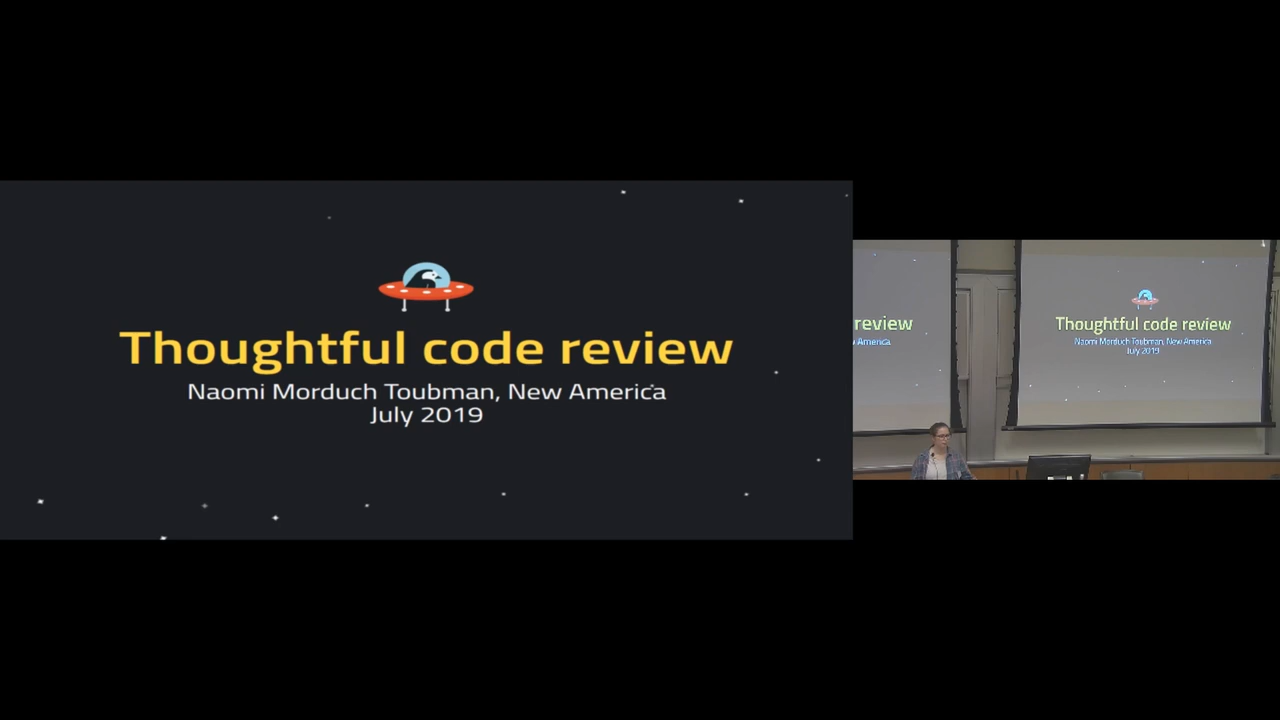 Thoughtful code review
Naomi Morduch Toubman, New America
July 2019
review
America
Thoughtful code review
Naomi Morduch Toubman, New America
July 2019